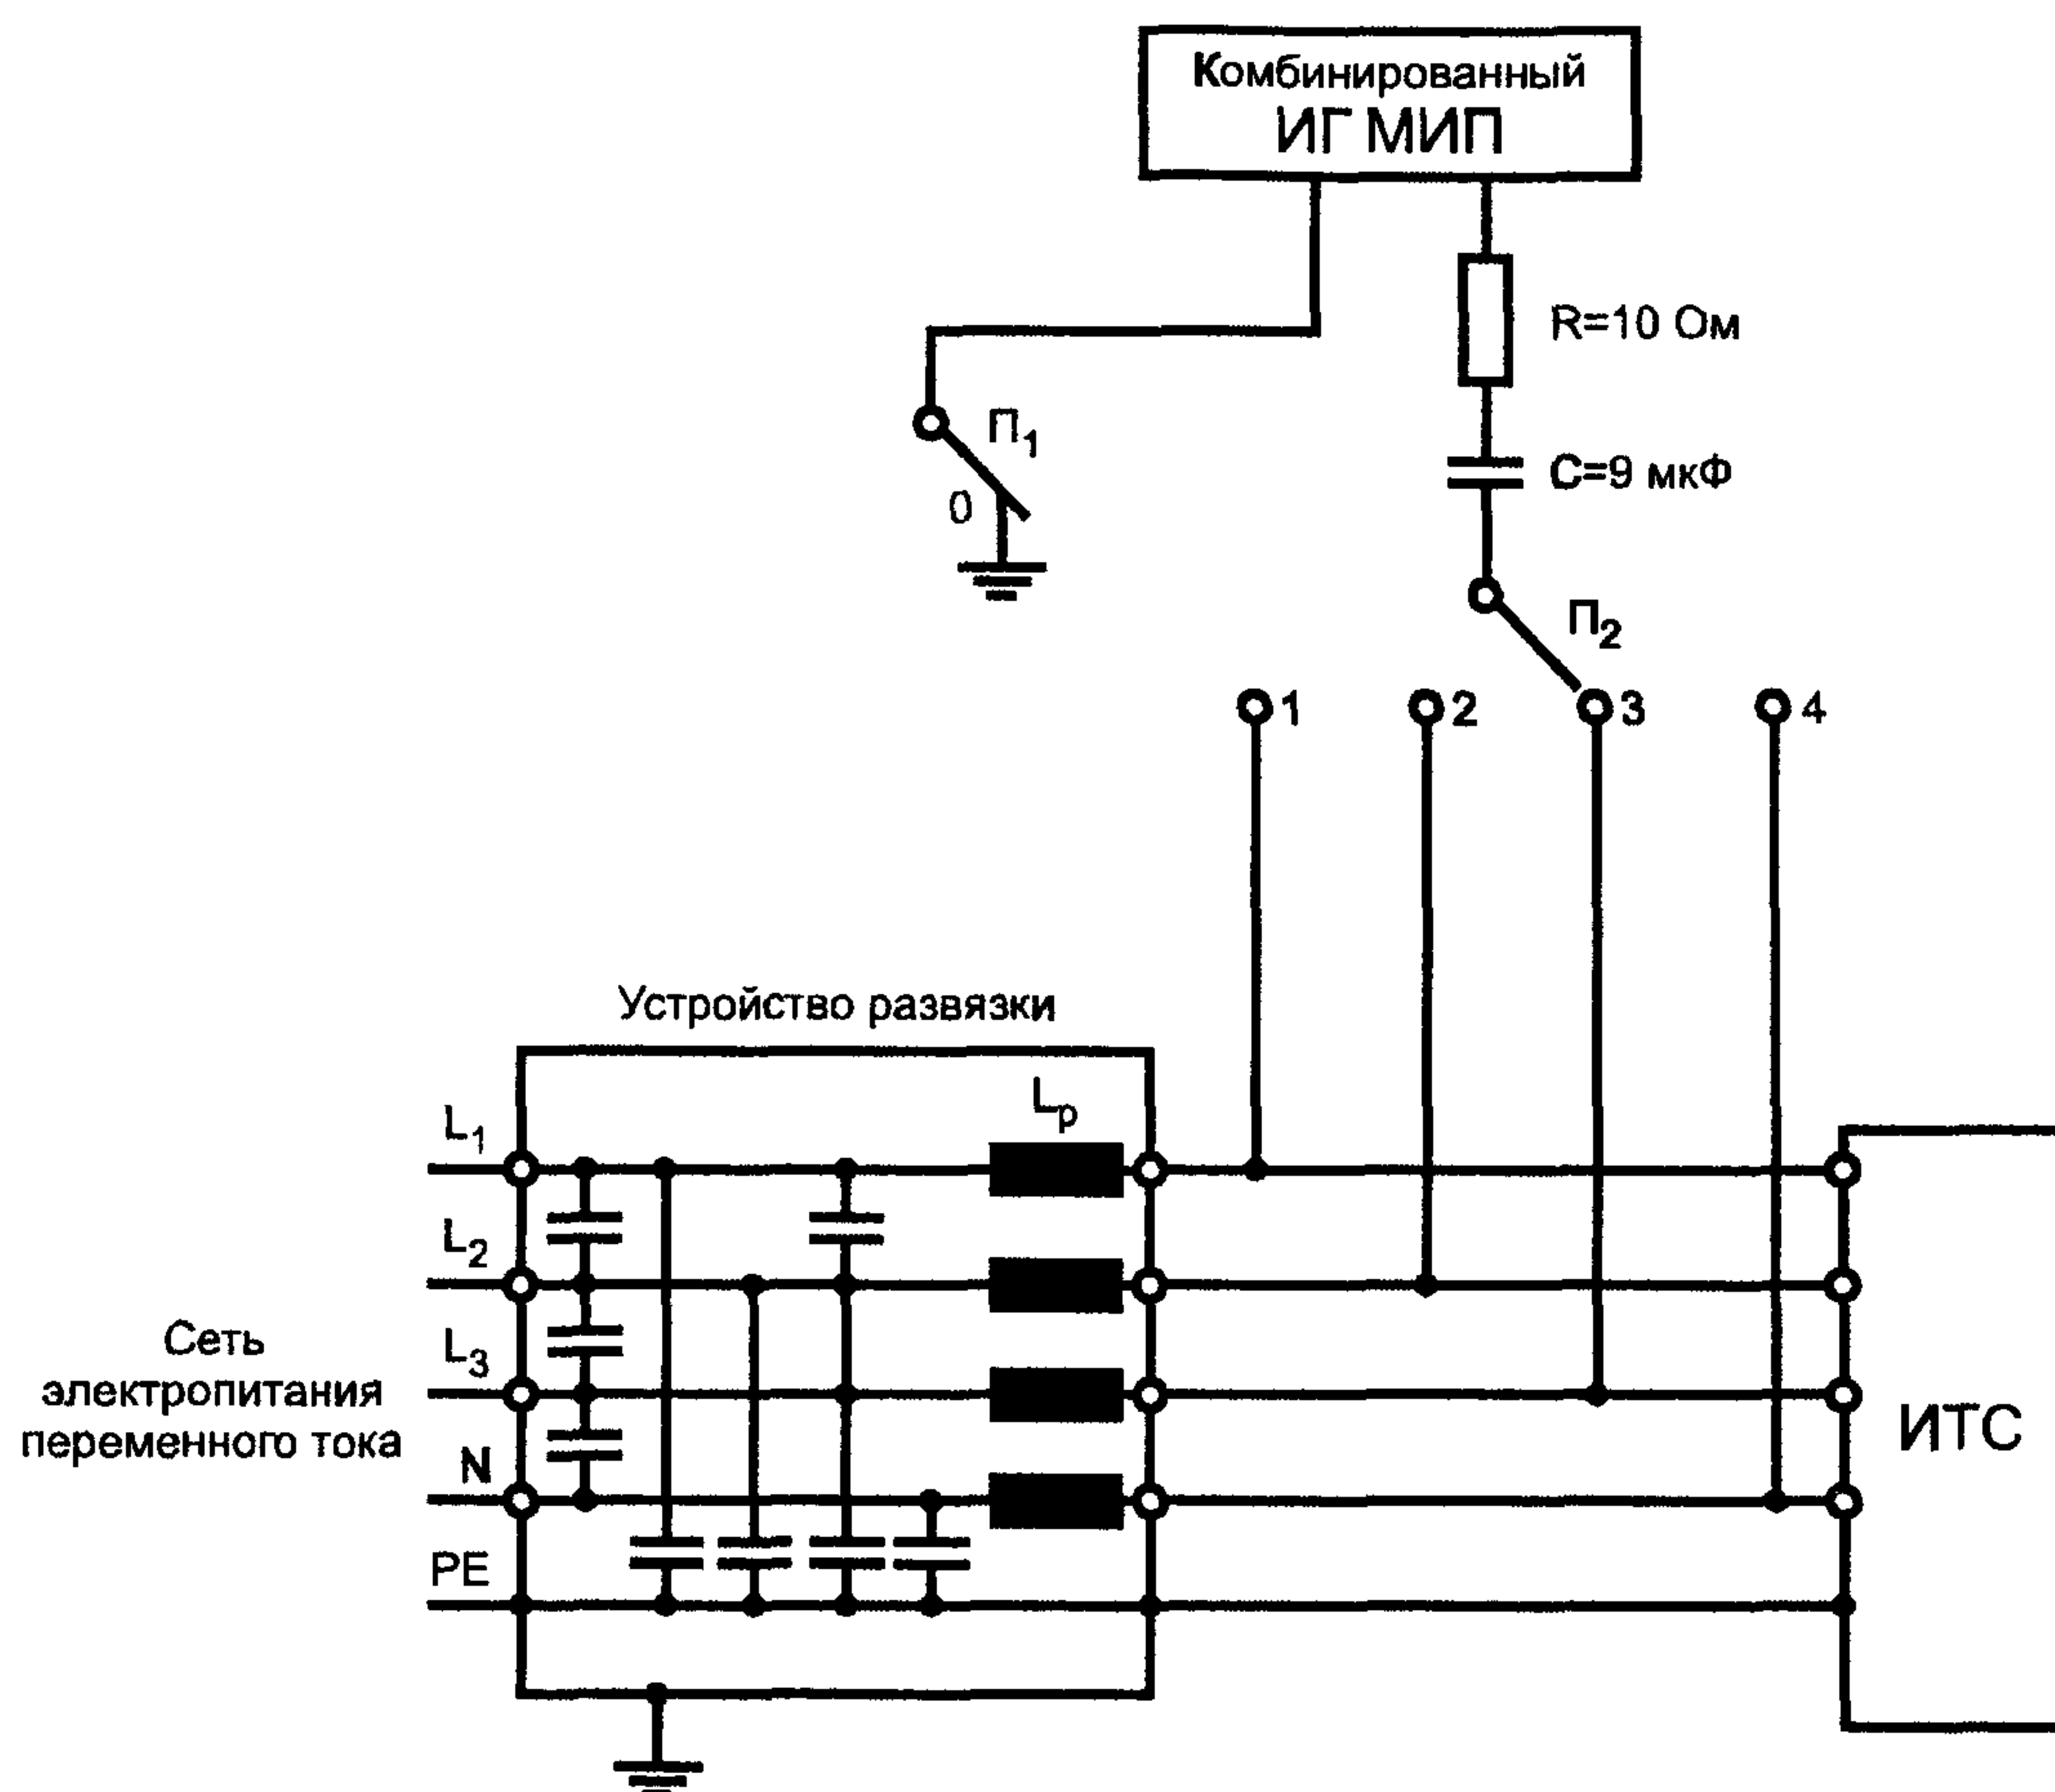 Комбинированный
ИГ МИП
R=10 Ом
П1
C=9 мкФ
0
П2
1
2
3
4
Устройство развязки
Lр
L1
L2
L3
N
PE
Сеть
электропитания
переменного тока
ИТС